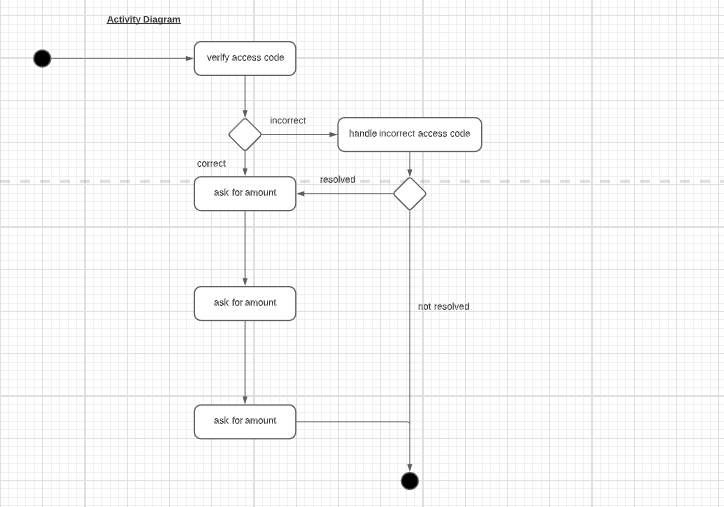 Activity Diagram
verify access code
incorrect
handle incorrect access code
correct
resolved
ask for amount
ask for amount
not resolved
ask for amount